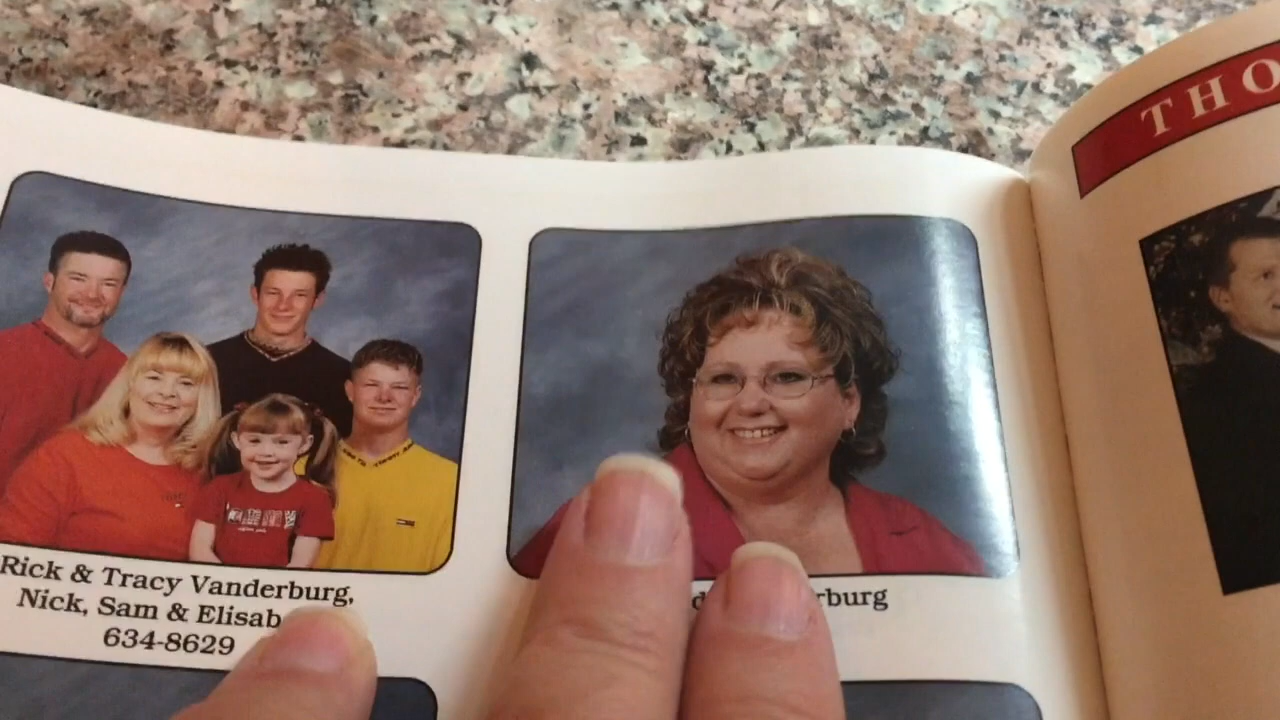 THO
Rick & Tracy Vanderburg,
Nick, Sam & Elisab
634-8629
rburg